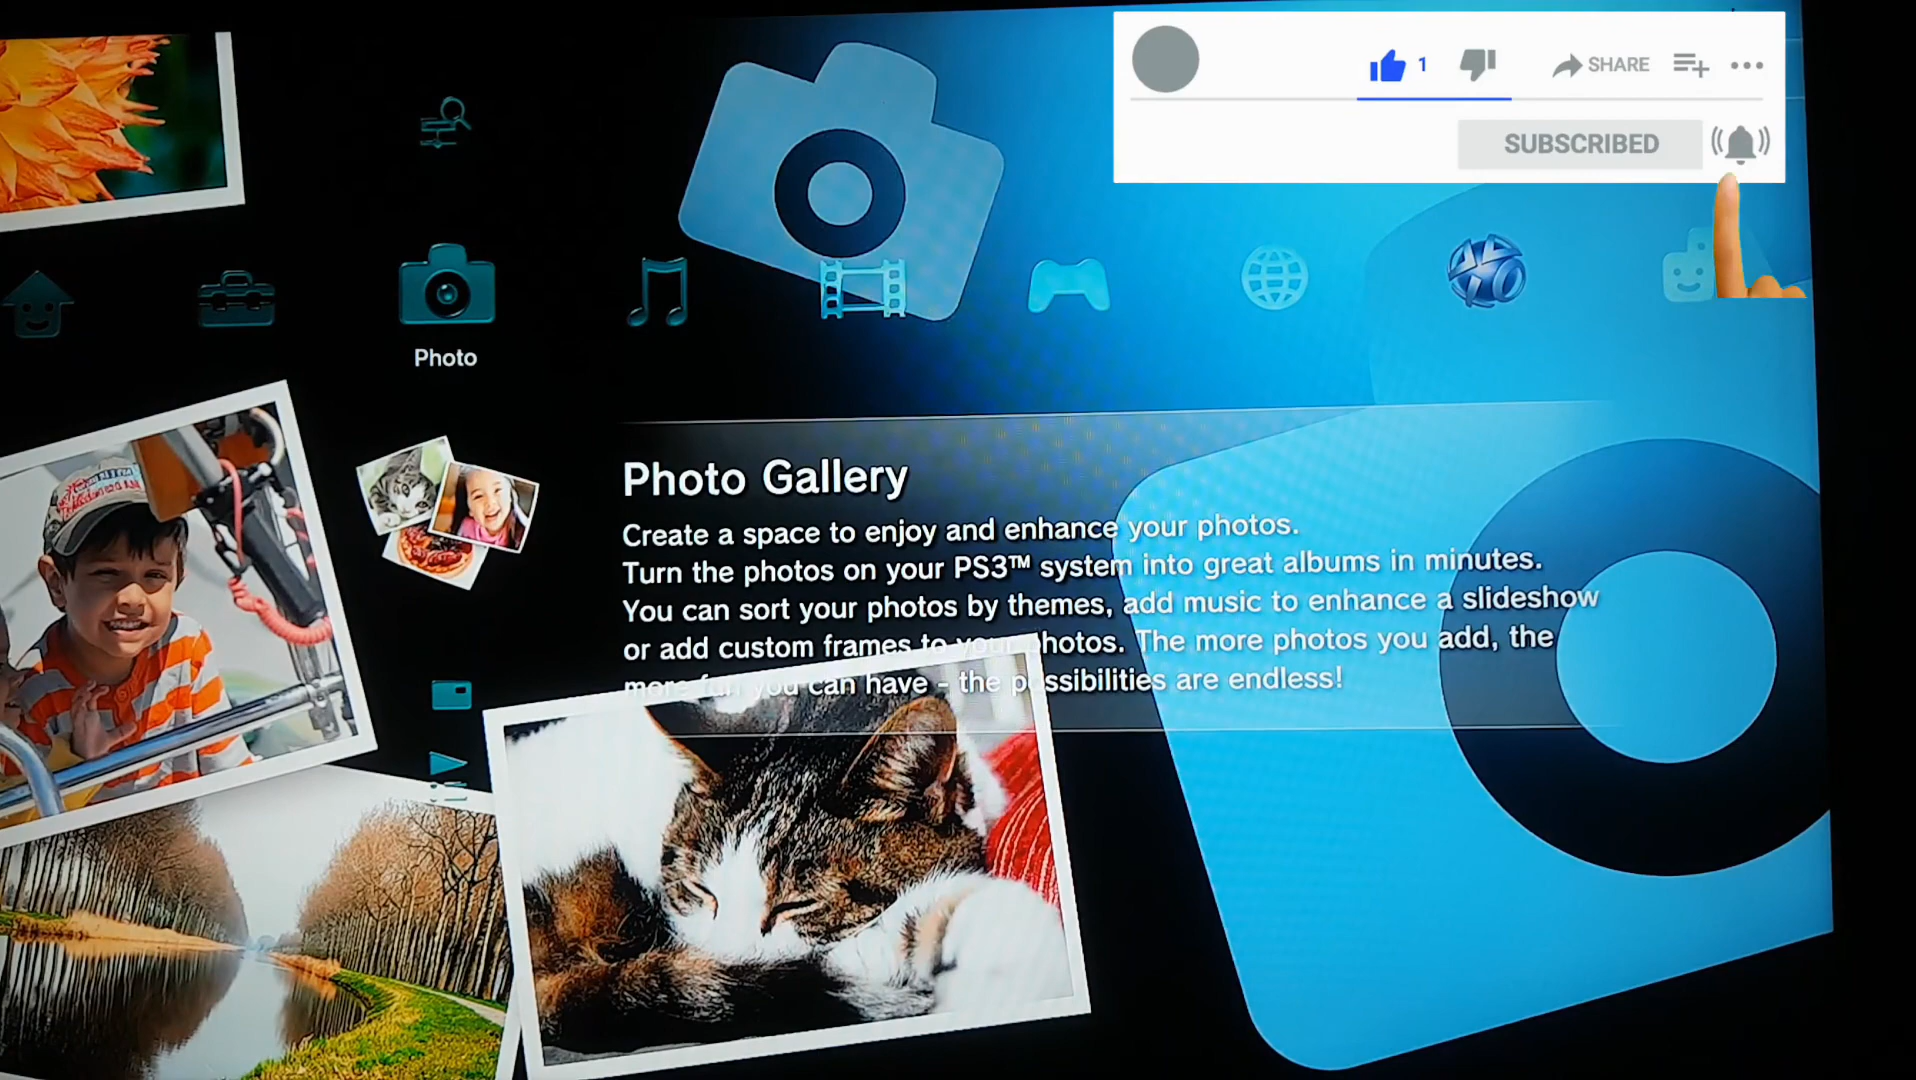 1
SHARE
SUBSCRIBED
Photo
Photo Gallery
Create a space to enjoy and enhance your photos.
Turn the photos on your PS3™ system into great albums in minutes.
You can sort your photos by themes, add music to enhance a slideshow
or add custom frames to your photos. The more photos you add, the
more fun you can have - the possibilities are endless!